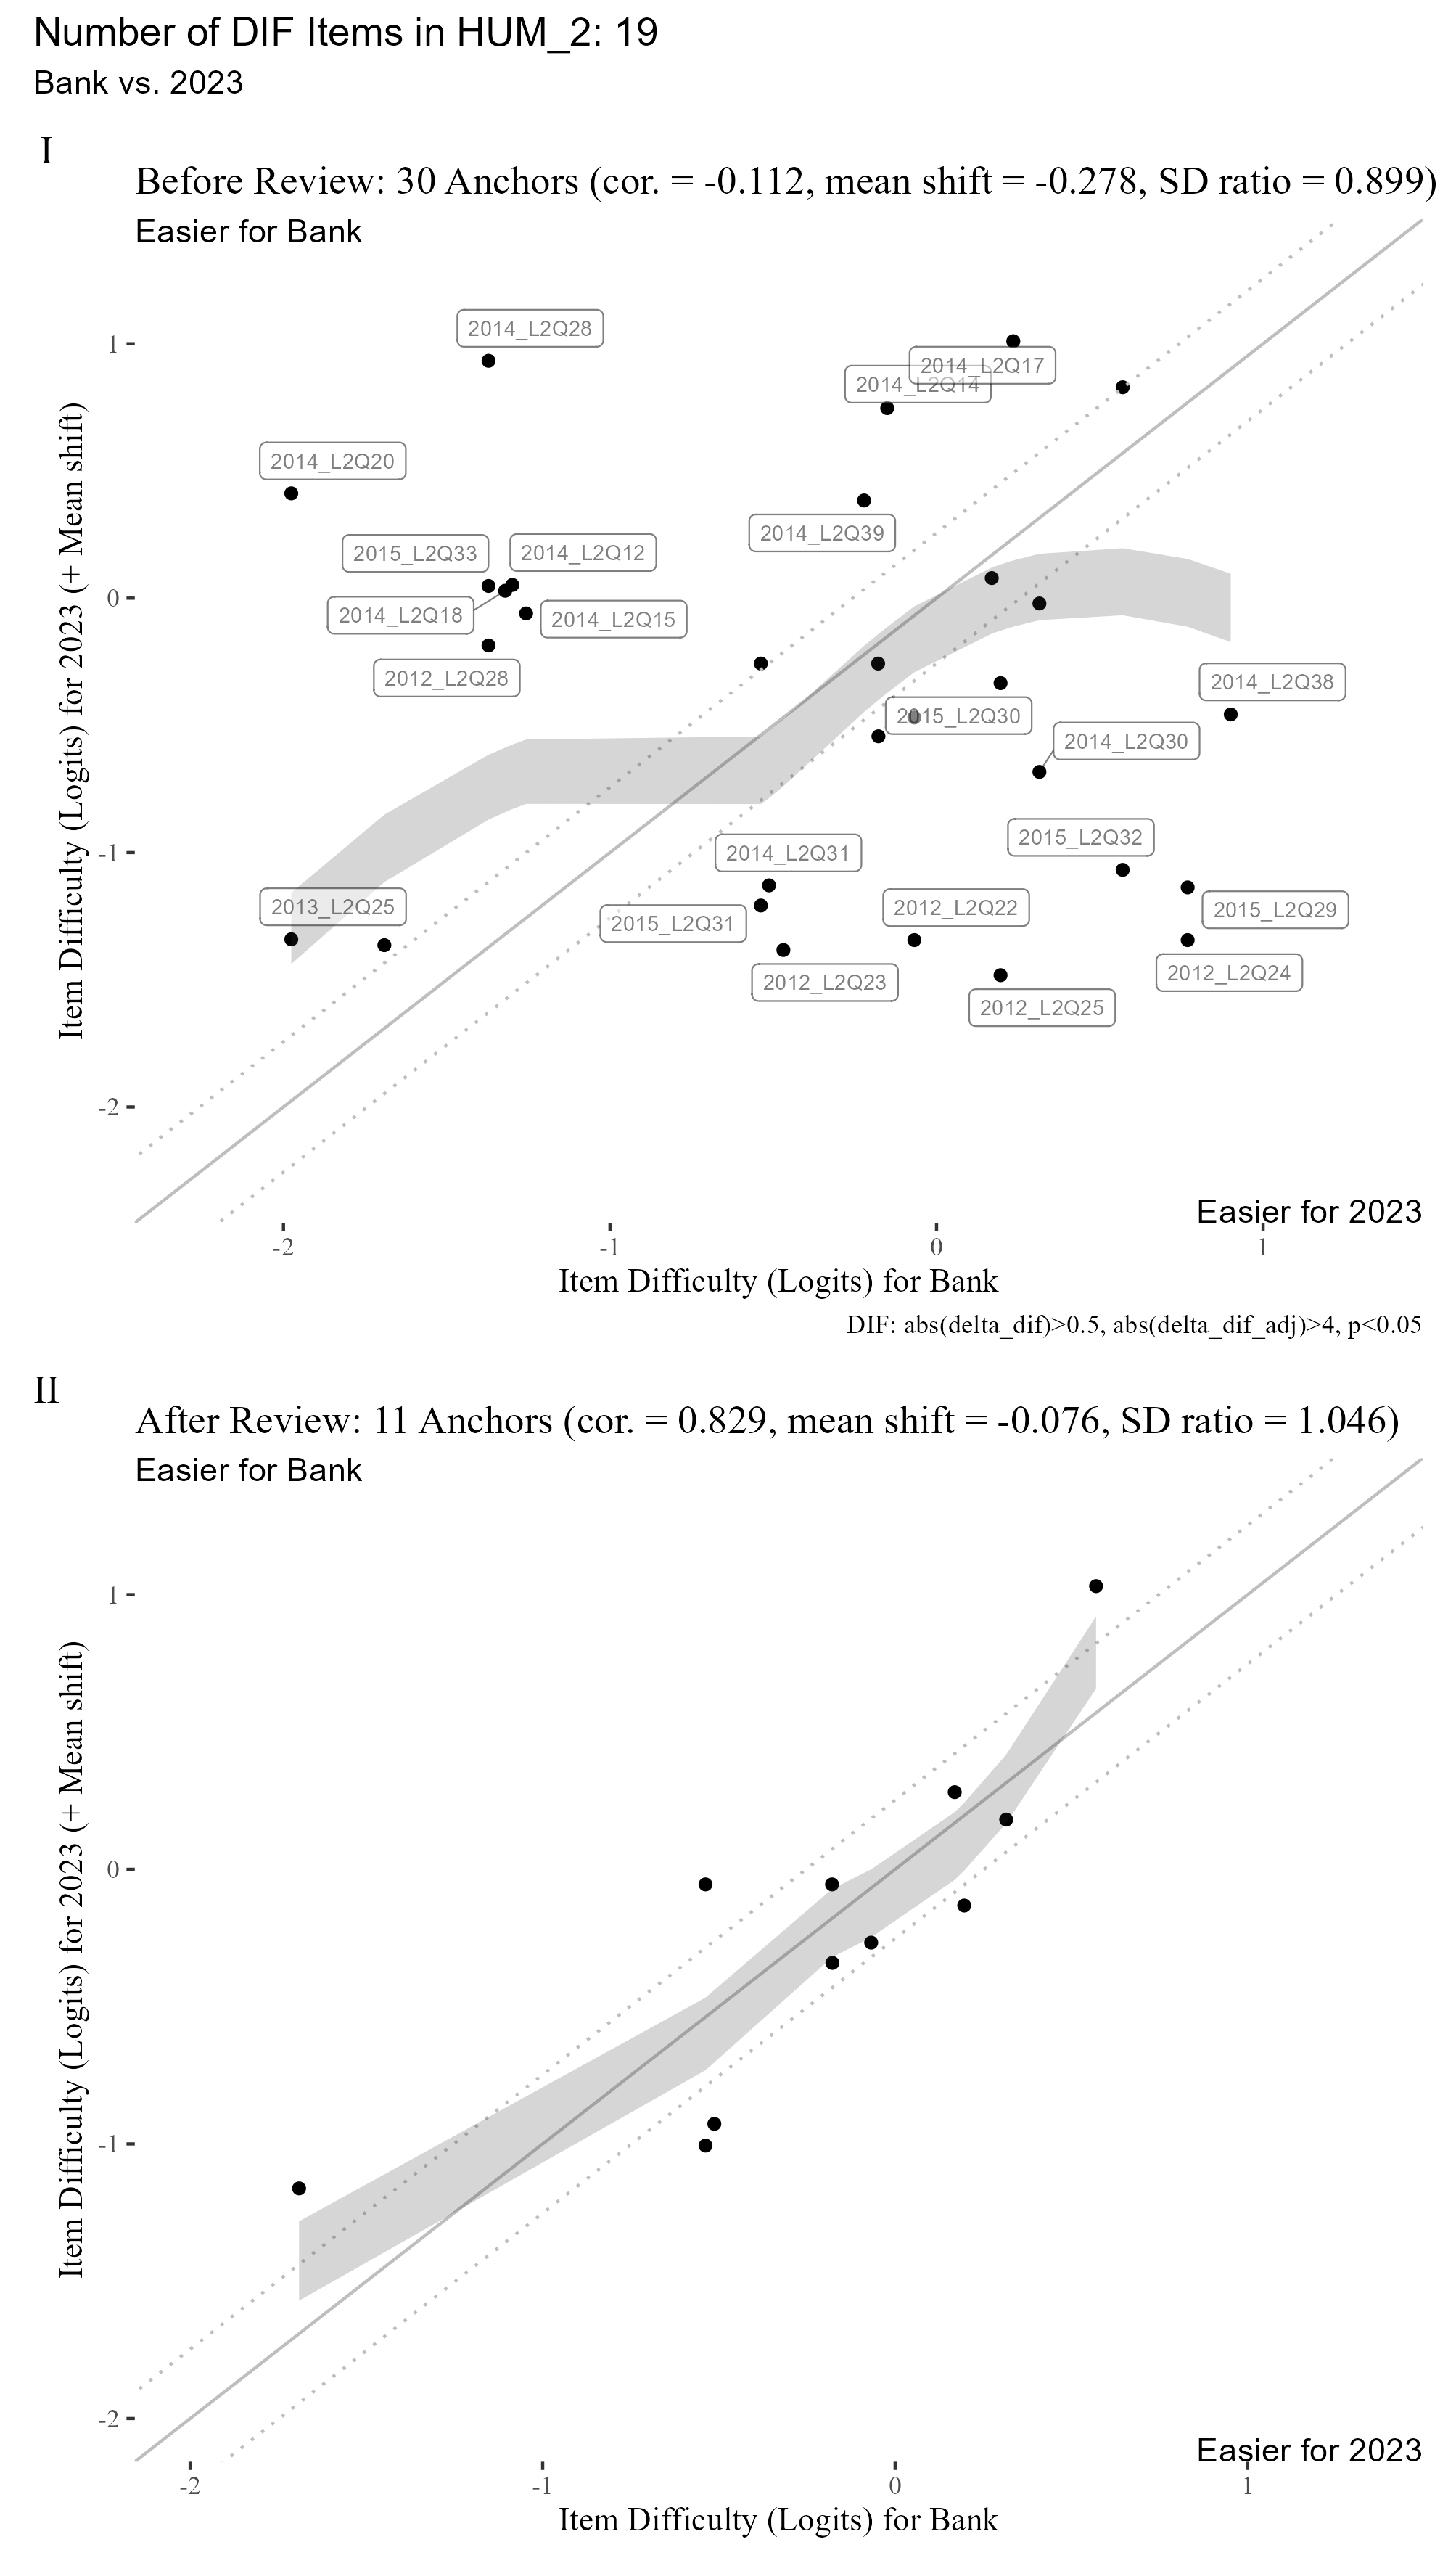 Number of DIF Items in HUM_2: 19
Bank vs. 2023
I
Before Review: 30 Anchors (cor. = -0.112, mean shift = -0.278, SD ratio = 0.899)
Easier for Bank
Item Difficulty (Logits) for 2023 (+ Mean shift)
1
0
-1
-2
2014_L2Q28
2014_L2Q17
2014_L2Q14
2014_L2Q20
2014_L2Q39
2015_L2Q33
2014_L2Q12
2014_L2Q18
2014_L2Q15
2012_L2Q28
2014_L2Q38
2015_L2Q30
2014_L2Q30
2015_L2Q32
2014_L2Q31
2013_L2Q25
2012_L2Q22
2015_L2Q29
2015_L2Q31
2012_L2Q24
2012_L2Q23
2012_L2Q25
Easier for 2023
-2
-1
0
1
Item Difficulty (Logits) for Bank
DIF: abs(delta_dif)>0.5, abs(delta_dif_adj)>4, p<0.05
II
After Review: 11 Anchors (cor. = 0.829, mean shift = -0.076, SD ratio = 1.046)
Easier for Bank
Item Difficulty (Logits) for 2023 (+ Mean shift)
1
0
-1
-2
Easier for 2023
-2
-1
0
1
Item Difficulty (Logits) for Bank